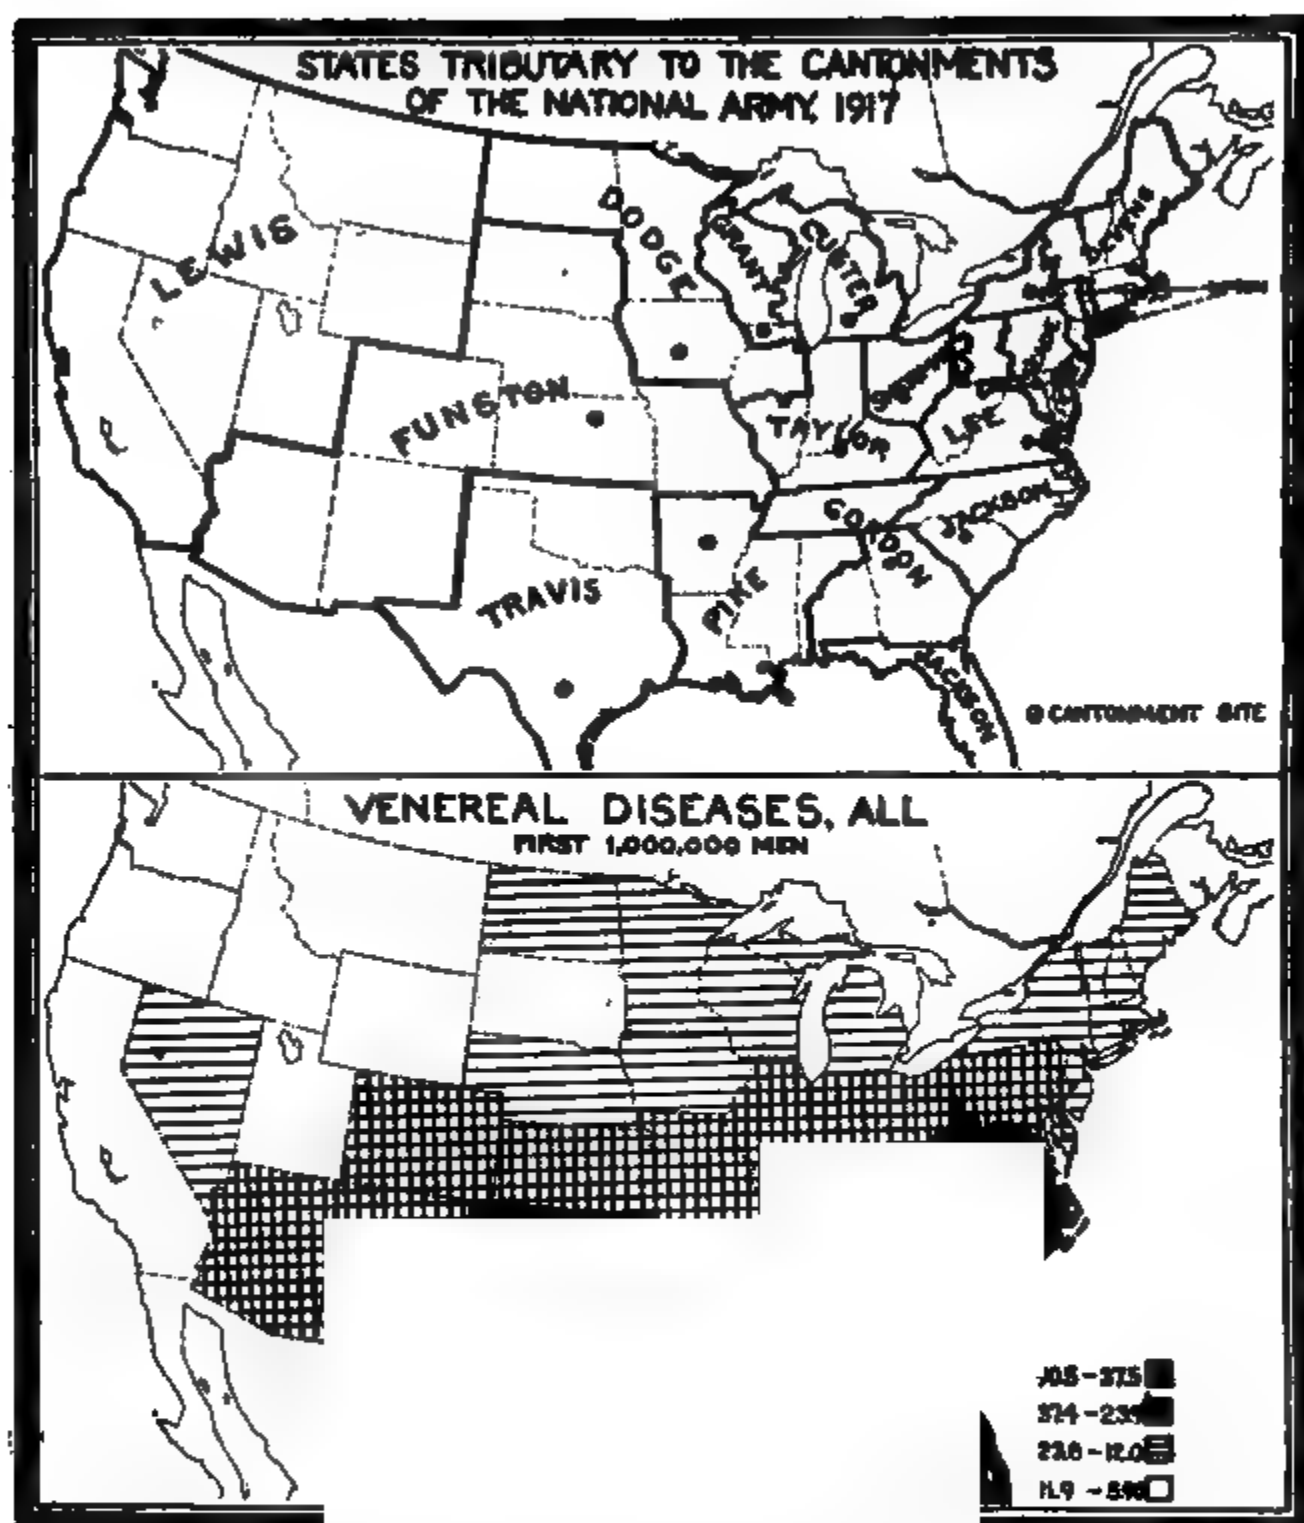 STATES TRIBUTARY TO THE CANTONMENTS
OF THE NATIONAL ARMY, 1917
LEWIS
DODGE
GRANT
CUSTER
DEVENS
FUNSTON
TAYLOR
LEE
GORDON
JACKSON
TRAVIS
PIKE
JACKSON
CANTONMENT SITE
VENEREAL DISEASES, ALL
FIRST 1,000,000 MEN